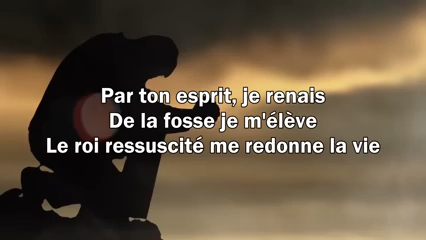 Par ton esprit, je renais
De la fosse je m'élève
Le roi ressuscité me redonne la vie